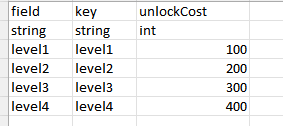 field key unlockCost
string string int
level1 level1 100
level2 level2 200
level3 level3 300
level4 level4 400